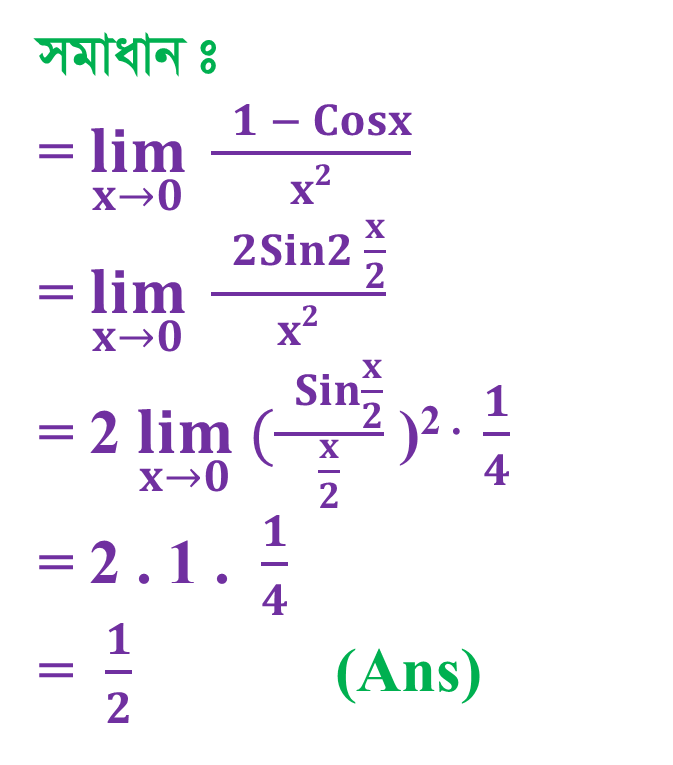 সমাধান ঃ
= lim x→0 (1 − Cosx)/x²
= lim x→0 (2Sin2 x/2)/x²
= 2 lim x→0 ((Sin x/2)/(x/2))² · 1/4
= 2 . 1 . 1/4
= 1/2 (Ans)